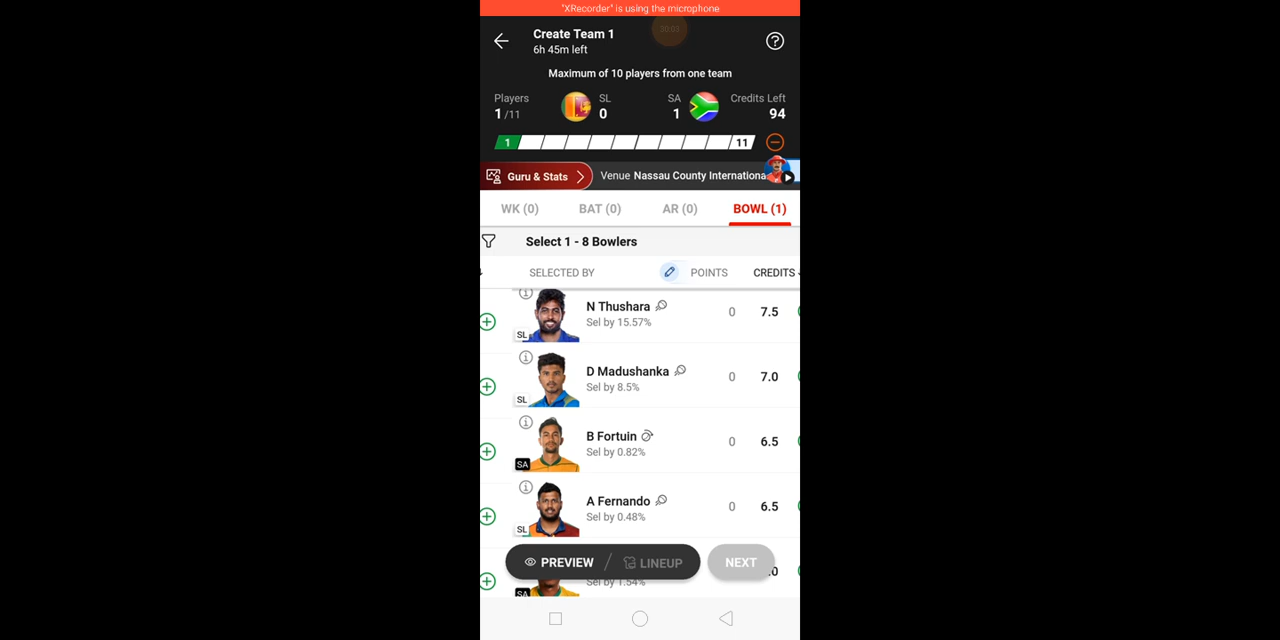 "XRecorder" is using the microphone
30:03
Create Team 1
6h 45m left
Maximum of 10 players from one team
Players
1 /11
SL
0
SA
1
Credits Left
94
1
11
Guru & Stats
Venue Nassau County Internationa
WK (0)
BAT (0)
AR (0)
BOWL (1)
Select 1 - 8 Bowlers
SELECTED BY
POINTS
CREDITS
N Thushara
Sel by 15.57%
SL
0
7.5
D Madushanka
Sel by 8.5%
SL
0
7.0
B Fortuin
Sel by 0.82%
SA
0
6.5
A Fernando
Sel by 0.48%
SL
0
6.5
PREVIEW
LINEUP
NEXT
.0
Sel by 1.54%
SA